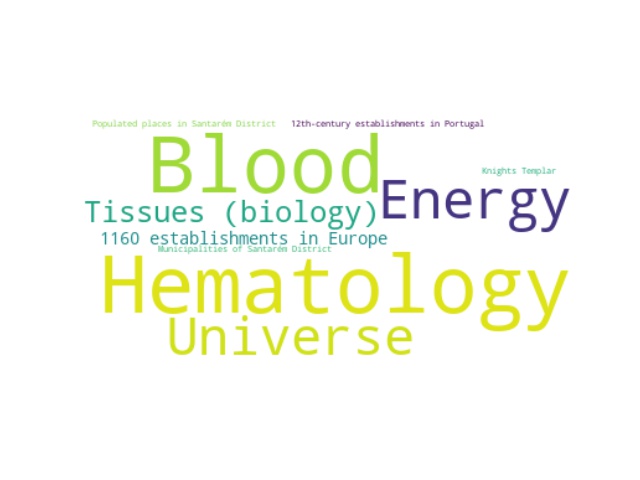 Populated places in Santarém District
12th-century establishments in Portugal
Blood
Knights Templar
Energy
Tissues (biology)
1160 establishments in Europe
Municipalities of Santarém District
Hematology
Universe